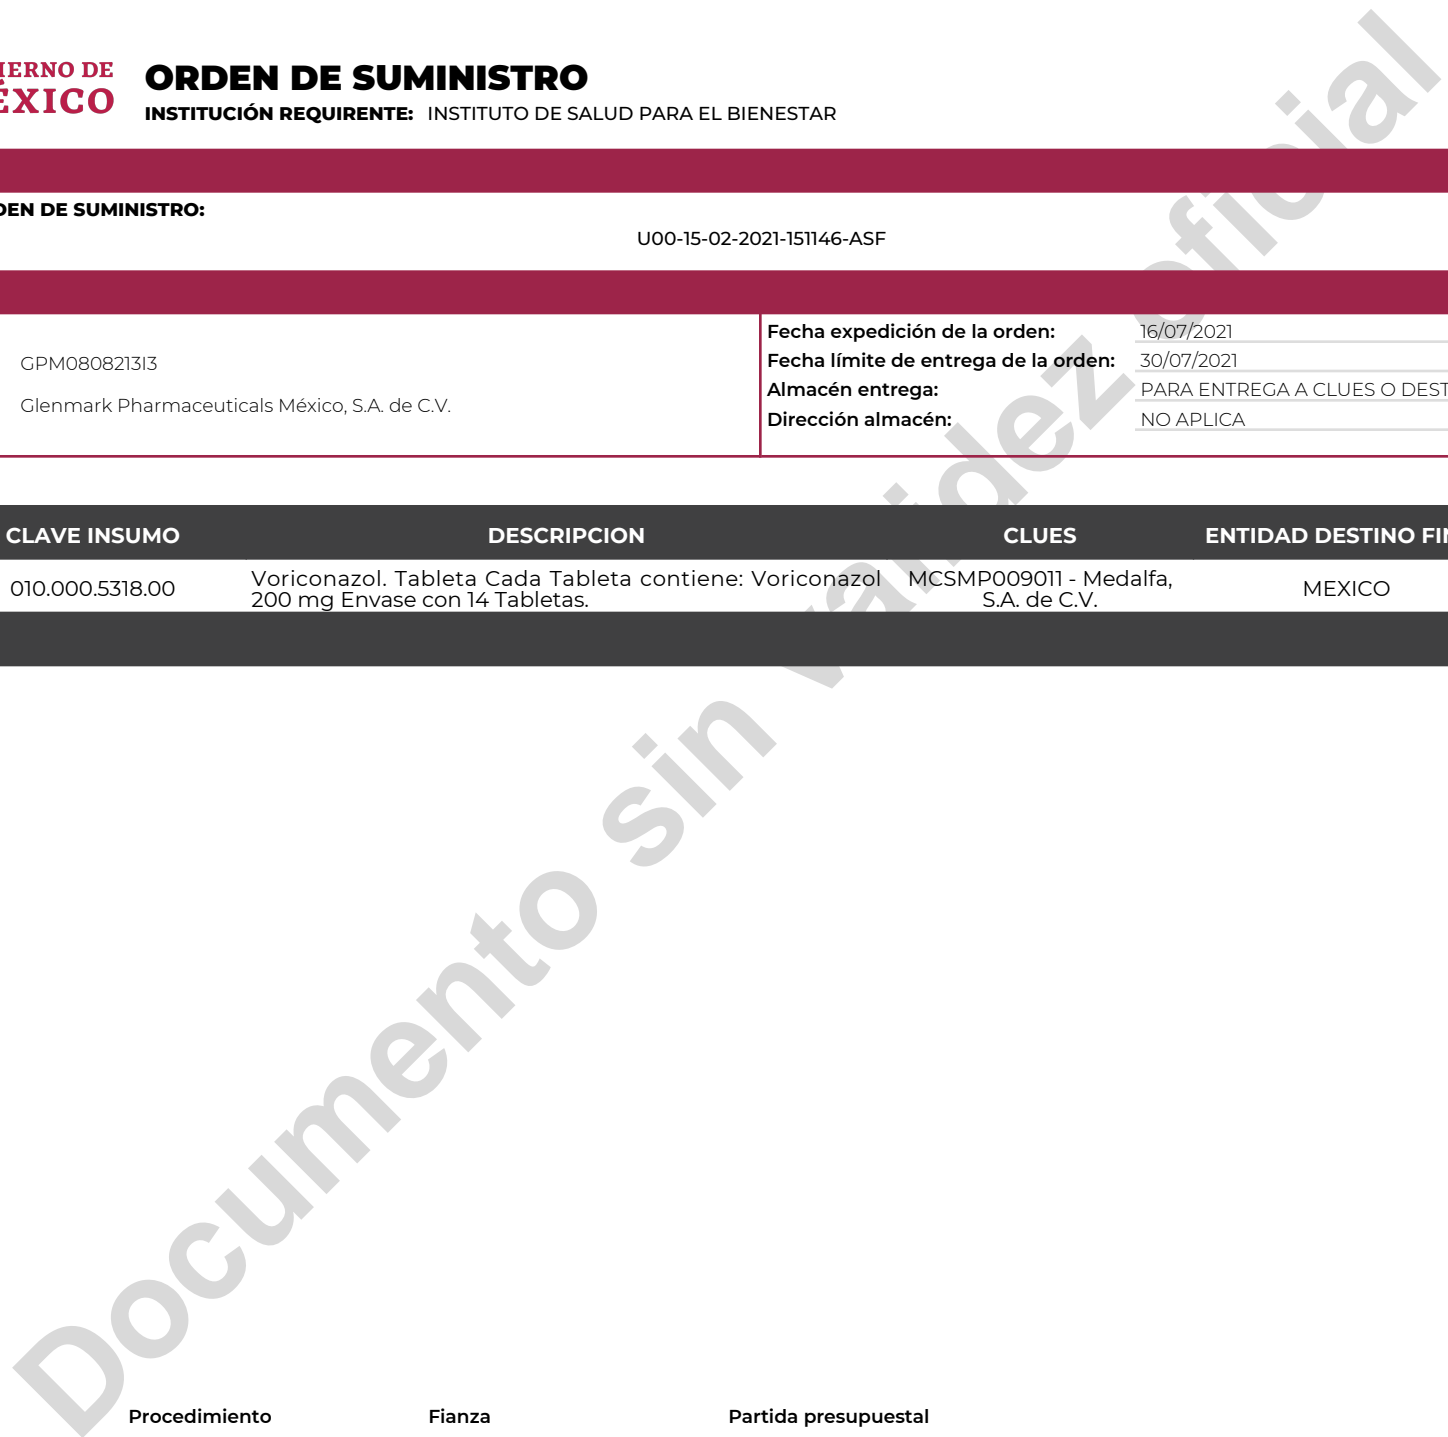 IERNO DE
ÉXICO
ORDEN DE SUMINISTRO
INSTITUCIÓN REQUIRENTE: INSTITUTO DE SALUD PARA EL BIENESTAR
DEN DE SUMINISTRO:
U00-15-02-2021-151146-ASF
GPM0808213I3
Glenmark Pharmaceuticals México, S.A. de C.V.
Fecha expedición de la orden: 16/07/2021
Fecha límite de entrega de la orden: 30/07/2021
Almacén entrega: PARA ENTREGA A CLUES O DEST
Dirección almacén: NO APLICA
CLAVE INSUMO DESCRIPCION CLUES ENTIDAD DESTINO FIN
010.000.5318.00
Voriconazol. Tableta Cada Tableta contiene: Voriconazol
200 mg Envase con 14 Tabletas.
MCSMP009011 - Medalfa,
S.A. de C.V.
MEXICO
Documento sin validez oficial
Procedimiento Fianza Partida presupuestal